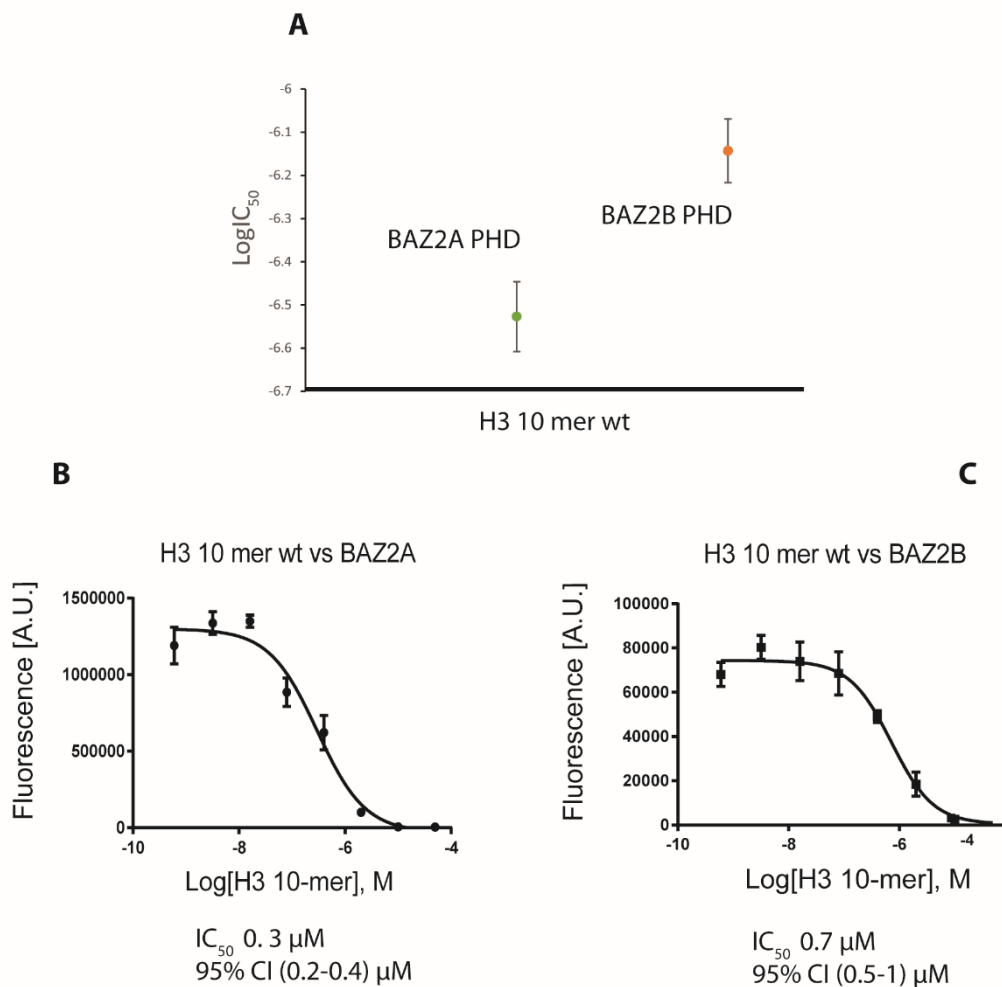 A
-6
-6.1
-6.2
-6.3
-6.4
-6.5
-6.6
-6.7
LogIC50
BAZ2A PHD
BAZ2B PHD
H3 10 mer wt
B
H3 10 mer wt vs BAZ2A
Fluorescence [A.U.]
1500000
1000000
500000
0
-10
-8
-6
-4
Log[H3 10-mer], M
IC50 0. 3 µM
95% CI (0.2-0.4) µM
C
H3 10 mer wt vs BAZ2B
Fluorescence [A.U.]
100000
80000
60000
40000
20000
0
-10
-8
-6
-4
Log[H3 10-mer], M
IC50 0.7 µM
95% CI (0.5-1) µM